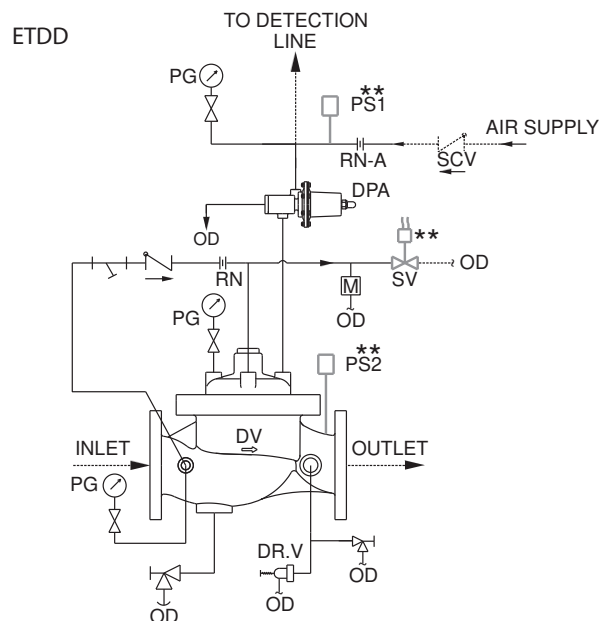 ETDD
TO DETECTION
LINE
PG
**
PS1
AIR SUPPLY
RN-A
SCV
DPA
OD
**
RN
SV
OD
M
OD
PG
**
PS2
DV
INLET
OUTLET
PG
DR.V
OD
OD
OD